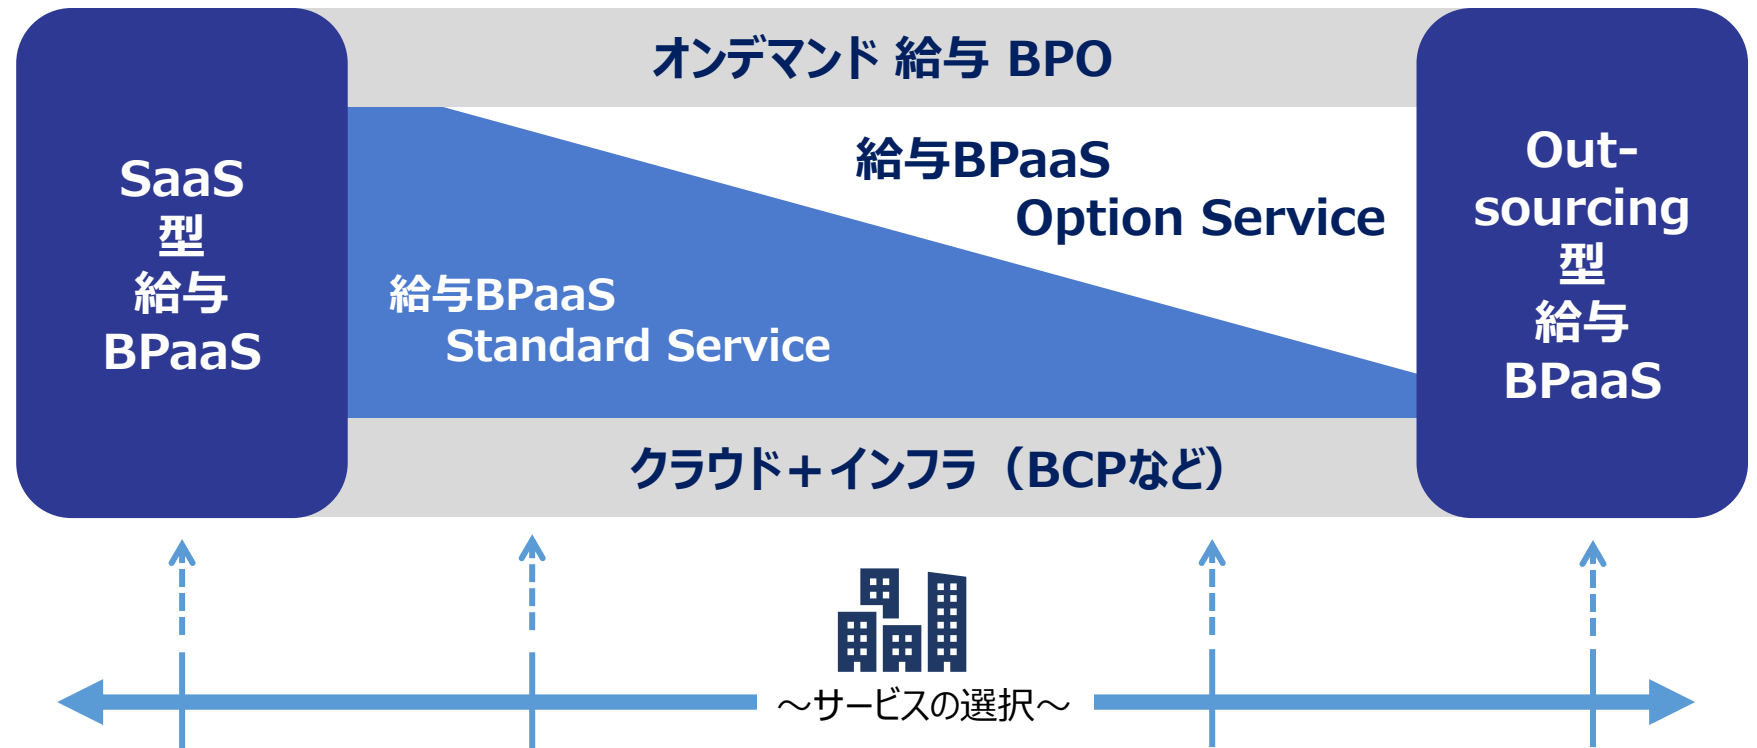 オンデマンド 給与 BPO
SaaS
型
給与
BPaaS
給与BPaaS
Option Service
給与BPaaS
Standard Service
Out-
sourcing
型
給与
BPaaS
クラウド＋インフラ（BCPなど）
～サービスの選択～